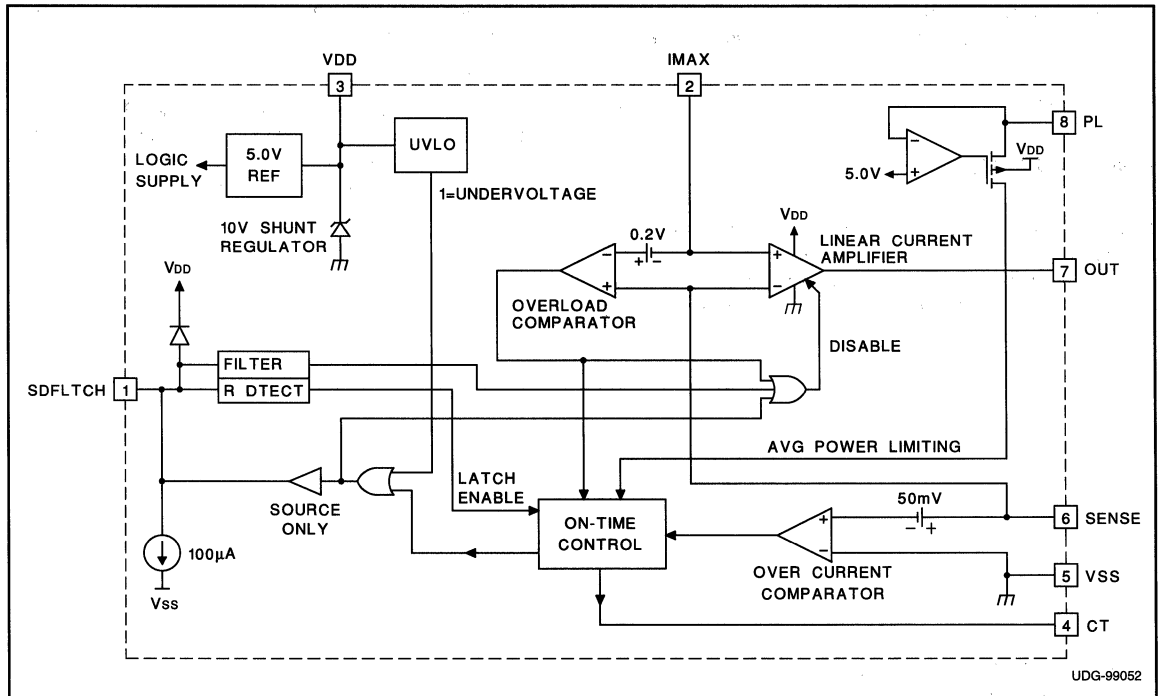 VDD
3
IMAX
2
8 PL
LOGIC
SUPPLY
5.0V
REF
UVLO
1=UNDERVOLTAGE
10V SHUNT
REGULATOR
-
+
5.0V
VDD
VDD
0.2V
+ -
-
+
OVERLOAD
COMPARATOR
VDD
+
-
LINEAR CURRENT
AMPLIFIER
7 OUT
DISABLE
SDFLTCH 1
FILTER
R DTECT
AVG POWER LIMITING
LATCH
ENABLE
SOURCE
ONLY
100µA
VSS
ON-TIME
CONTROL
50mV
- +
+
-
OVER CURRENT
COMPARATOR
6 SENSE
5 VSS
4 CT
UDG-99052